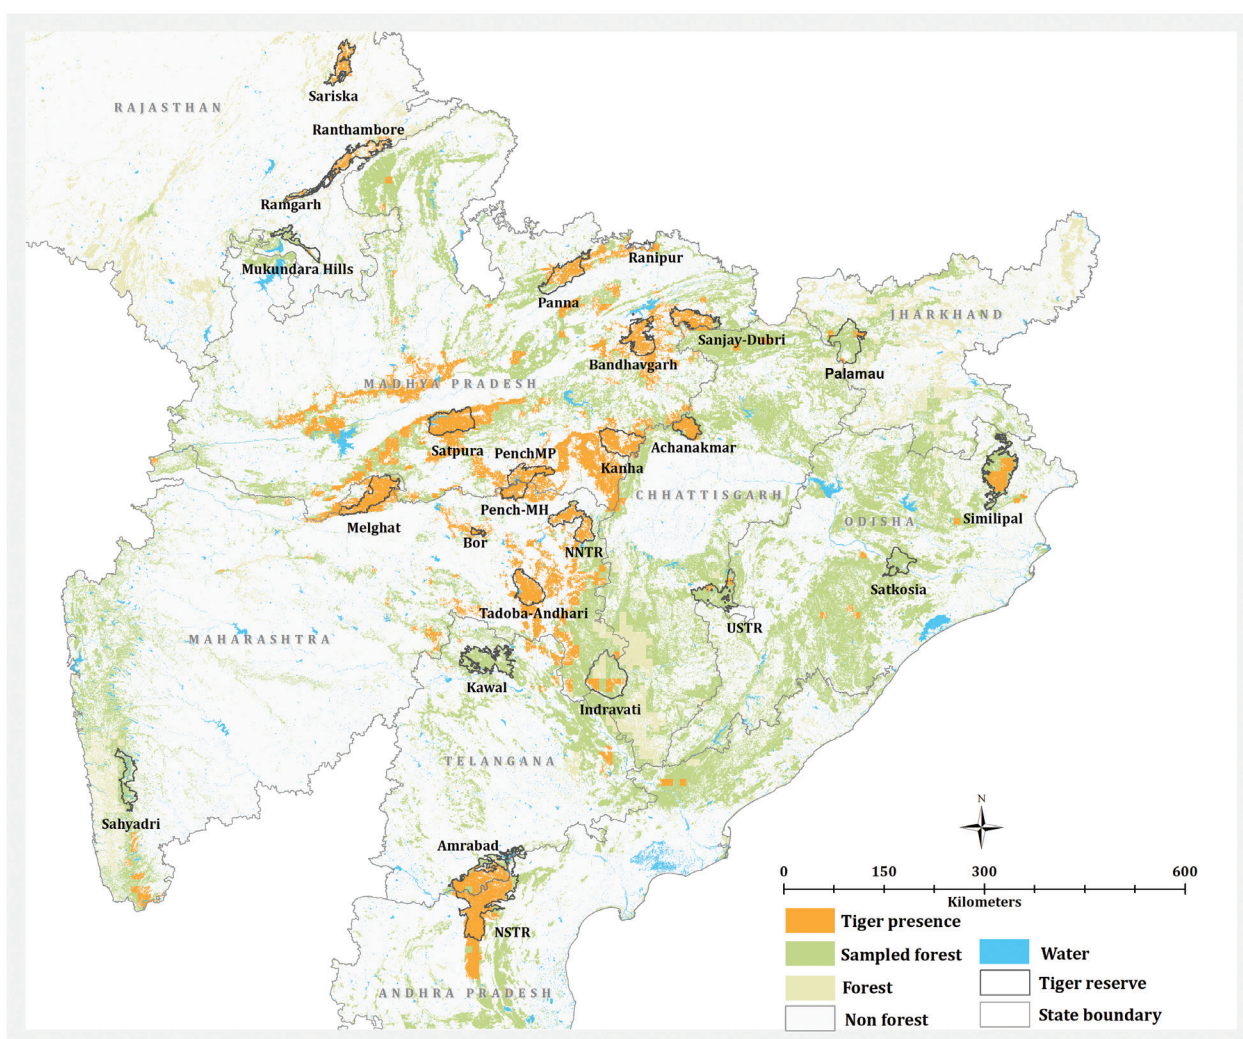 Sariska
RAJASTHAN
Ranthambore
Ramgarh
Mukundara Hills
Ranipur
Panna
JHARKHAND
Sanjay-Dubri
Bandhavgarh
Palamau
MADHYA PRADESH
Satpura
PenchMP
Achanakmar
Kanha
CHHATTISGARH
Pench-MH
Melghat
ODISHA
Similipal
Bor
NNTR
Satkosia
Tadoba-Andhari
USTR
MAHARASHTRA
Kawal
Indravati
TELANGANA
Sahyadri
Amrabad
NSTR
ANDHRA PRADESH
N
0 150 300 600
Kilometers
Tiger presence
Sampled forest
Forest
Non forest
Water
Tiger reserve
State boundary